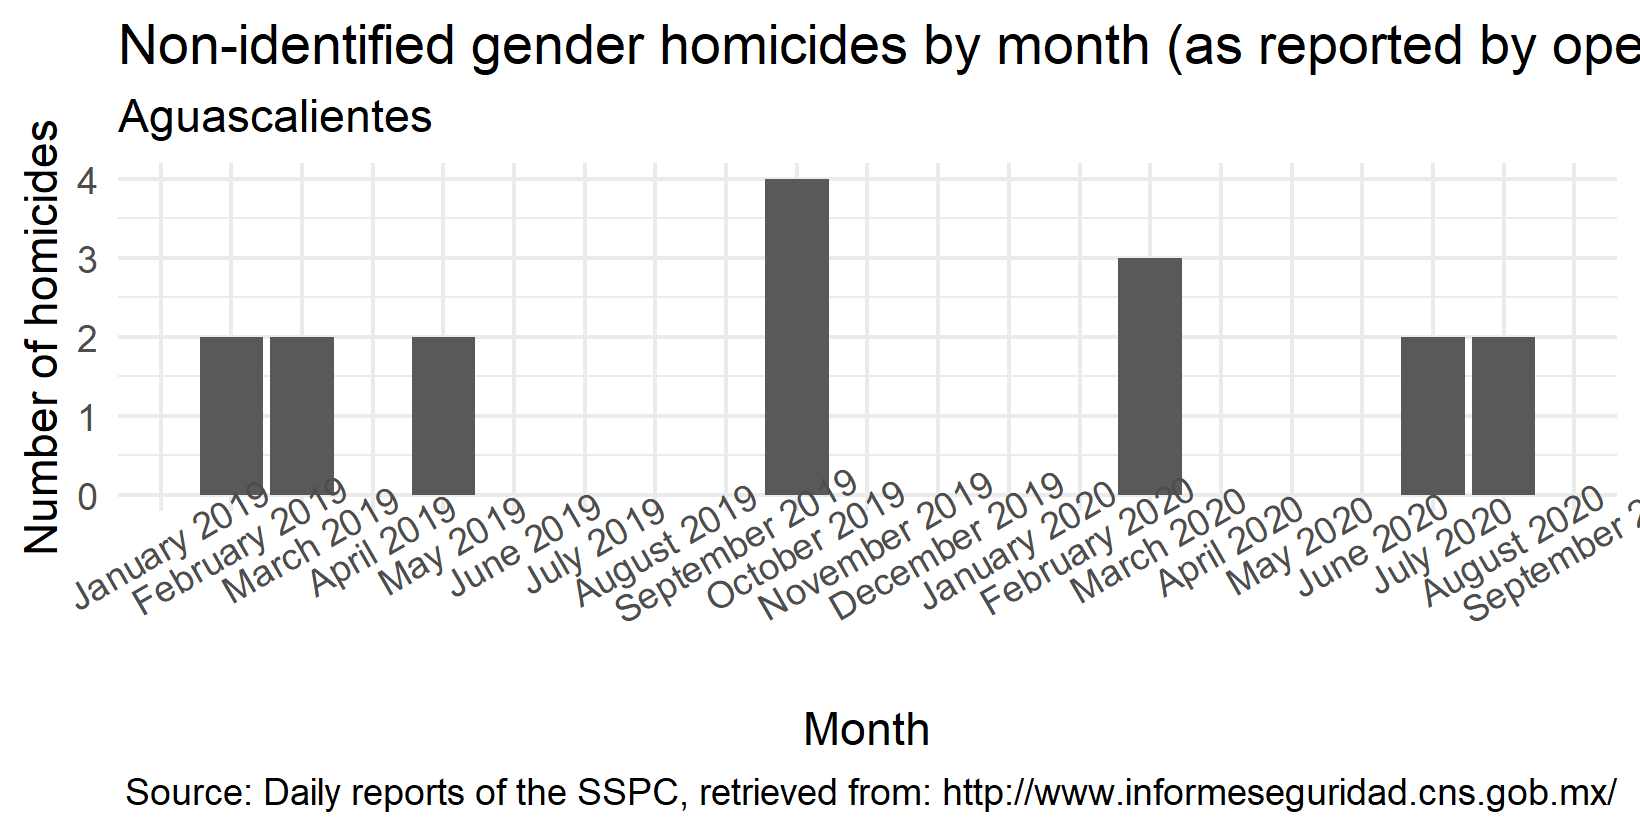 Non-identified gender homicides by month (as reported by ope
Aguascalientes
Number of homicides
4
3
2
1
0
January 2019
February 2019
March 2019
April 2019
May 2019
June 2019
July 2019
August 2019
September 2019
October 2019
November 2019
December 2019
January 2020
February 2020
March 2020
April 2020
May 2020
June 2020
July 2020
August 2020
September 2
Month
Source: Daily reports of the SSPC, retrieved from: http://www.informeseguridad.cns.gob.mx/